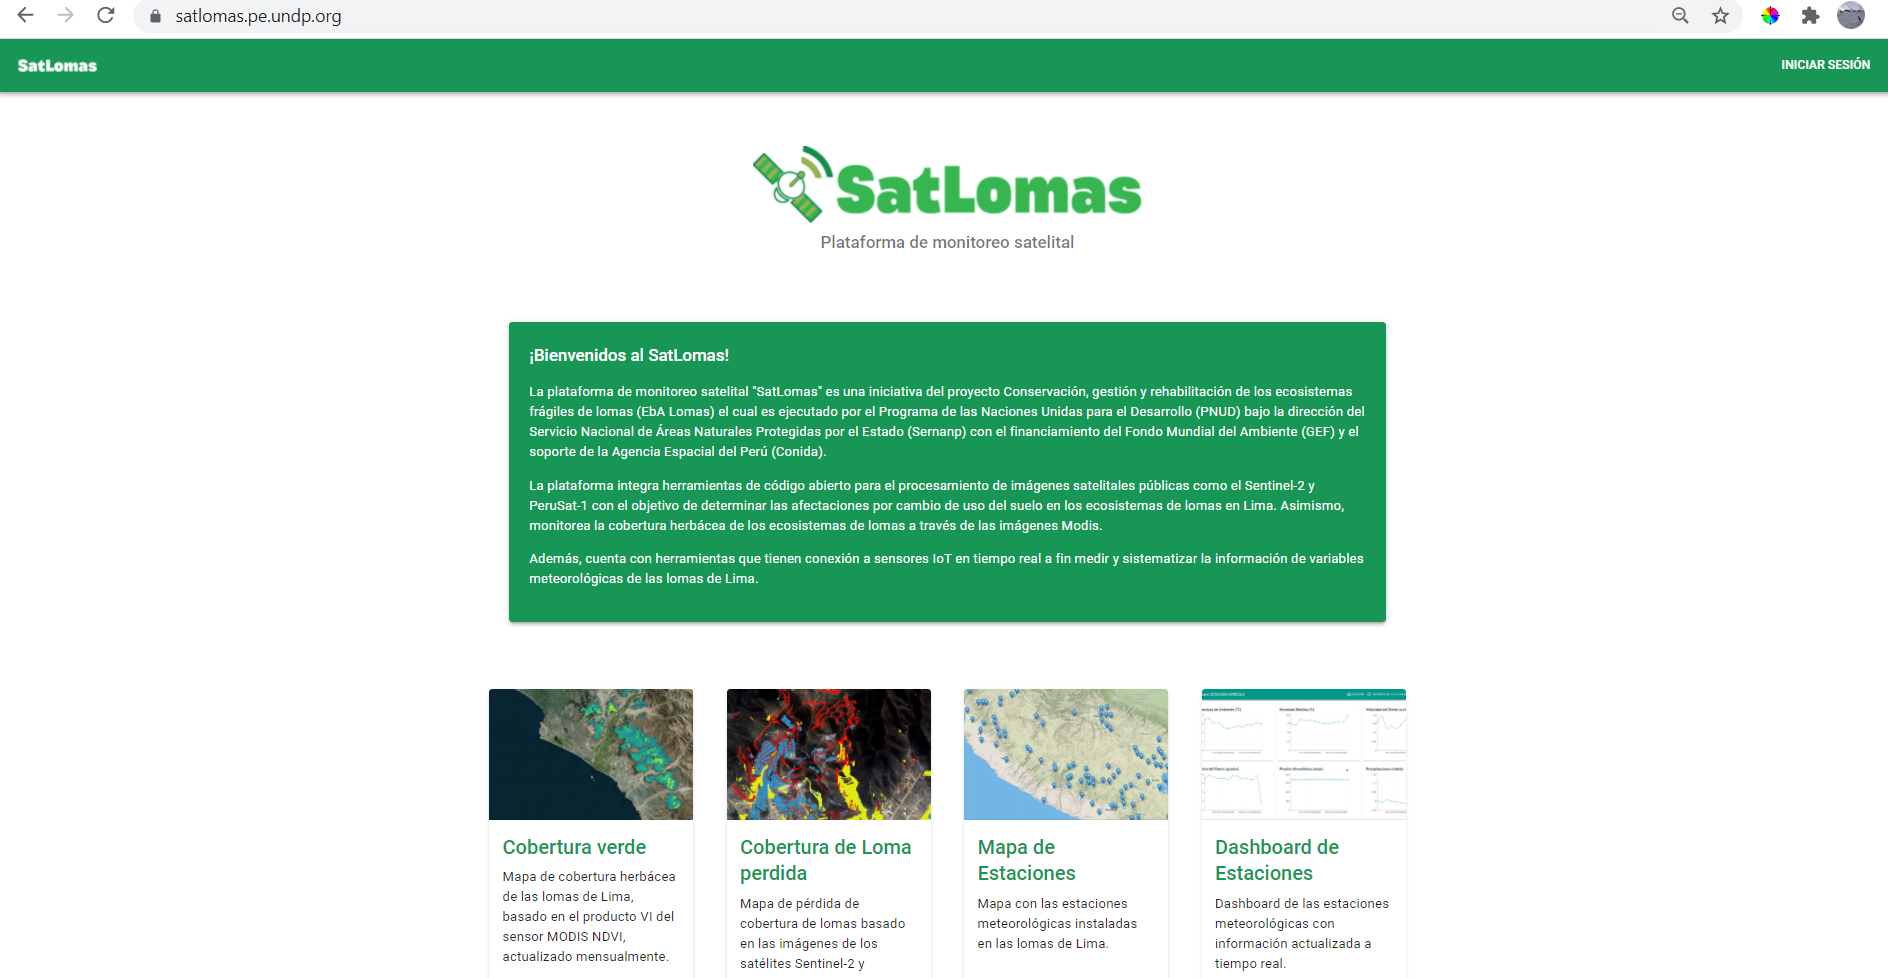 satlomas.pe.undp.org
SatLomas
INICIAR SESIÓN
SatLomas
Plataforma de monitoreo satelital
¡Bienvenidos al SatLomas!
La plataforma de monitoreo satelital "SatLomas" es una iniciativa del proyecto Conservación, gestión y rehabilitación de los ecosistemas
frágiles de lomas (EbA Lomas) el cual es ejecutado por el Programa de las Naciones Unidas para el Desarrollo (PNUD) bajo la dirección del
Servicio Nacional de Áreas Naturales Protegidas por el Estado (Sernanp) con el financiamiento del Fondo Mundial del Ambiente (GEF) y el
soporte de la Agencia Espacial del Perú (Conida).
La plataforma integra herramientas de código abierto para el procesamiento de imágenes satelitales públicas como el Sentinel-2 y
PeruSat-1 con el objetivo de determinar las afectaciones por cambio de uso del suelo en los ecosistemas de lomas en Lima. Asimismo,
monitorea la cobertura herbácea de los ecosistemas de lomas a través de las imágenes Modis.
Además, cuenta con herramientas que tienen conexión a sensores IoT en tiempo real a fin medir y sistematizar la información de variables
meteorológicas de las lomas de Lima.
Cobertura verde
Mapa de cobertura herbácea
de las lomas de Lima,
basado en el producto VI del
sensor MODIS NDVI,
actualizado mensualmente.
Cobertura de Loma
perdida
Mapa de pérdida de
cobertura de lomas basado
en las imágenes de los
satélites Sentinel-2 y
Mapa de
Estaciones
Mapa con las estaciones
meteorológicas instaladas
en las lomas de Lima.
Dashboard de
Estaciones
Dashboard de las estaciones
meteorológicas con
información actualizada a
tiempo real.